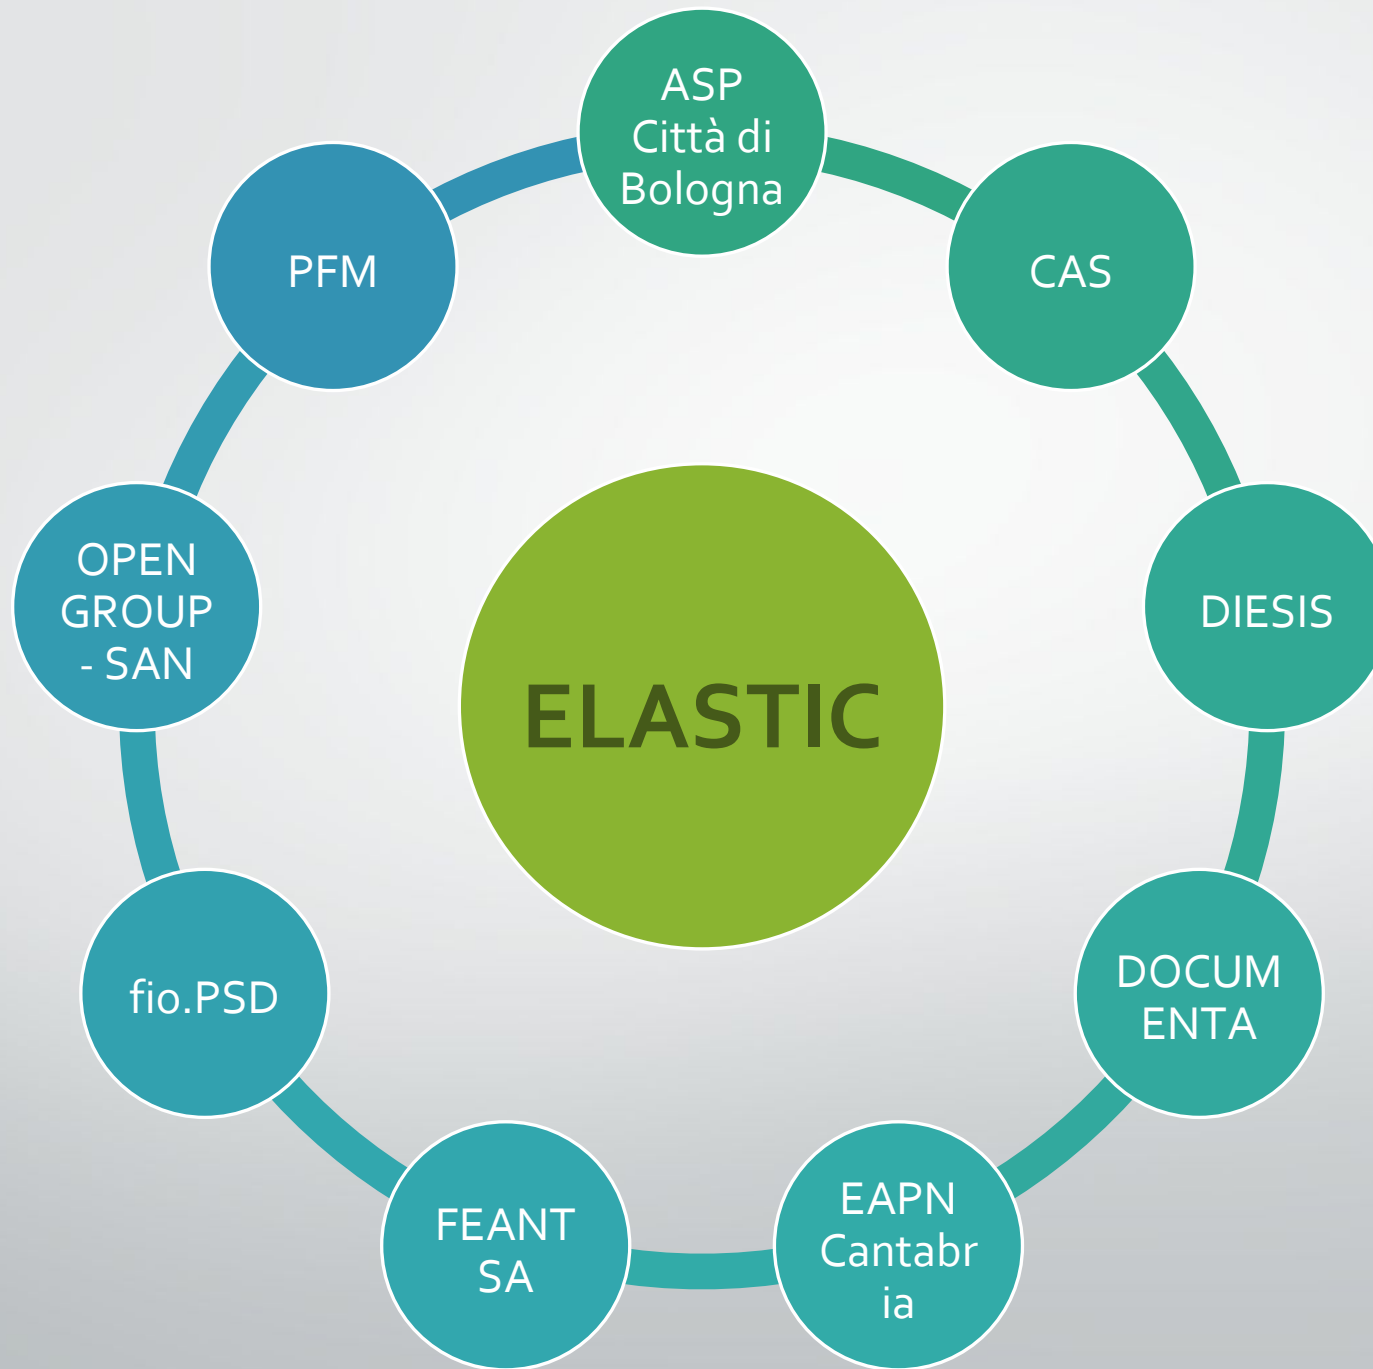 ASP
Città di
Bologna
CAS
DIESIS
DOCUM
ENTA
EAPN
Cantabr
ia
FEANT
SA
fio.PSD
OPEN
GROUP
- SAN
PFM
ELASTIC